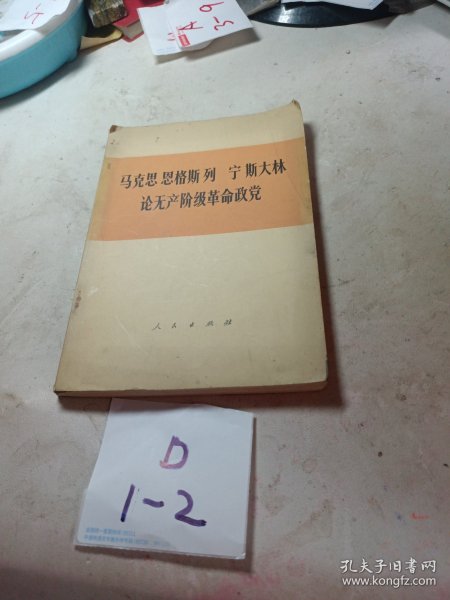 马克思 恩格斯 列 宁 斯大林
论无产阶级革命政党
人民出版社
D
1-2
孔夫子旧书网
www.kongfz.com